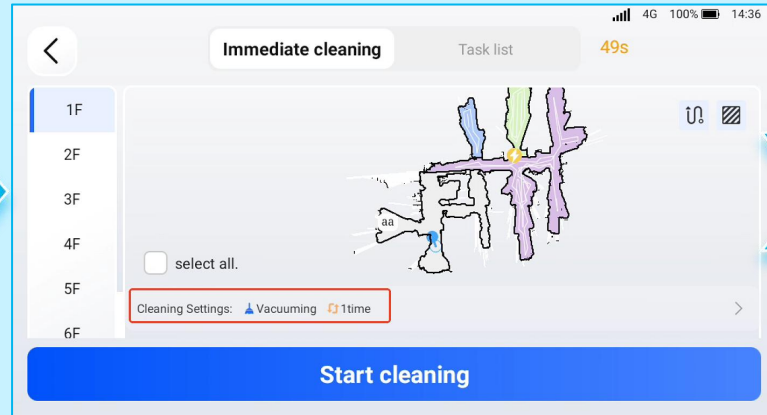 4G 100% 14:36
Immediate cleaning Task list 49s
1F
2F
3F
4F
5F
6F
aa
select all.
Cleaning Settings: Vacuuming 1time
Start cleaning